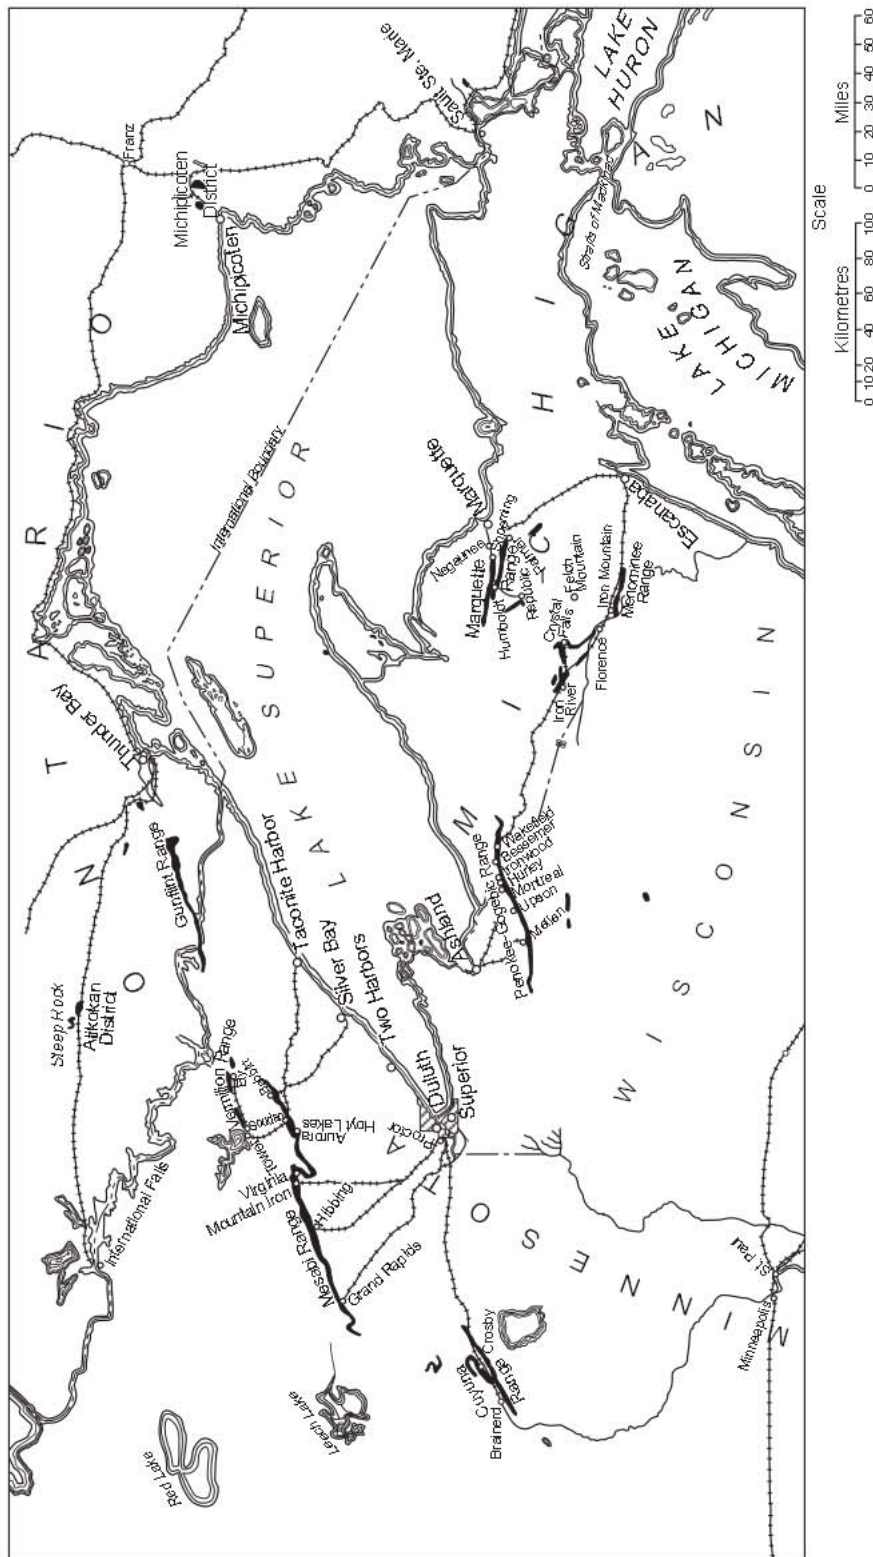 Red Lake
Leech Lake
International Falls
Steep Rock
Atikokan
District
Gunflint Range
Thunder Bay
ONTARIO
Michipicoten
District
Michipicoten
Franz
Sault Ste. Marie
International Boundary
LAKE SUPERIOR
Vermilion Range
Ely
Babbitt
Soudan
Tower
Aurora
Hoyt Lakes
Virginia
Mountain Iron
Mesabi Range
Hibbing
Grand Rapids
Taconite Harbor
Silver Bay
Two Harbors
Duluth
Proctor
Superior
Cuyuna
Range
Crosby
Brainerd
MINNESOTA
Minneapolis
St. Paul
Ashland
Penokee-Gogebic Range
Wakefield
Bessemer
Ironwood
Hurley
Montreal
Upson
Mellen
WISCONSIN
MICHIGAN
Marquette
Negaunee
Ishpeming
Palmer
Marquette
Range
Humboldt
Republic
Felch
Mountain
Crystal
Falls
Iron
River
Florence
Iron Mountain
Menominee
Range
Escanaba
Straits of Mackinac
LAKE
HURON
LAKE
MICHIGAN
Scale
Kilometres
0 10 20 40 60 80 100
Miles
0 10 20 30 40 50 60